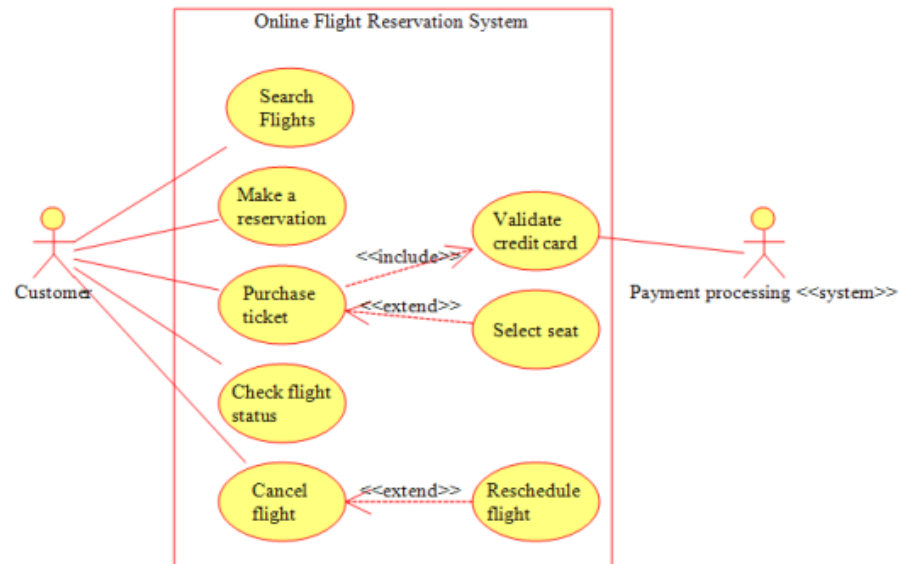 Online Flight Reservation System
Search
Flights
Make a
reservation
Validate
credit card
<<include>>
Customer
Payment processing <<system>>
Purchase
ticket
<<extend>>
Select seat
Check flight
status
Cancel
flight
<<extend>>
Reschedule
flight